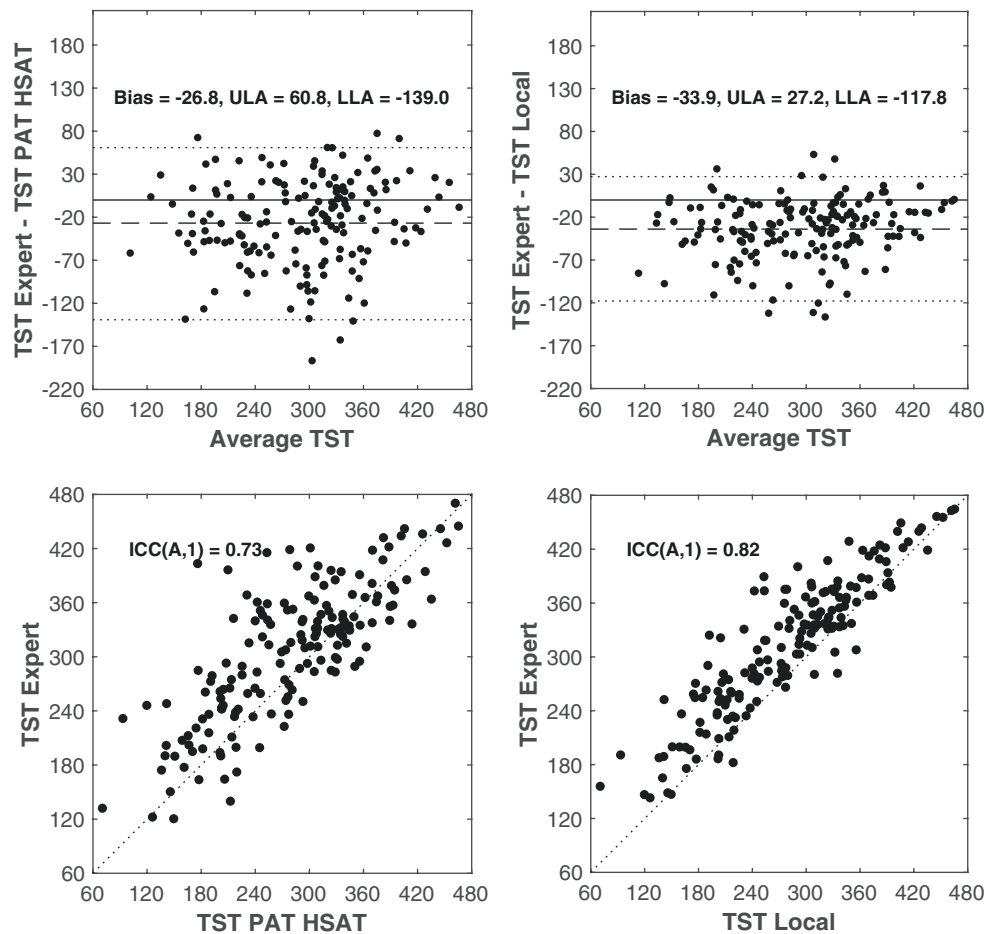 TST Expert - TST PAT HSAT
180
130
80
30
-20
-70
-120
-170
-220
Bias = -26.8, ULA = 60.8, LLA = -139.0
60 120 180 240 300 360 420 480
Average TST
TST Expert - TST Local
180
130
80
30
-20
-70
-120
-170
-220
Bias = -33.9, ULA = 27.2, LLA = -117.8
60 120 180 240 300 360 420 480
Average TST
TST Expert
480
420
360
300
240
180
120
60
ICC(A,1) = 0.73
60 120 180 240 300 360 420 480
TST PAT HSAT
TST Expert
480
420
360
300
240
180
120
60
ICC(A,1) = 0.82
60 120 180 240 300 360 420 480
TST Local